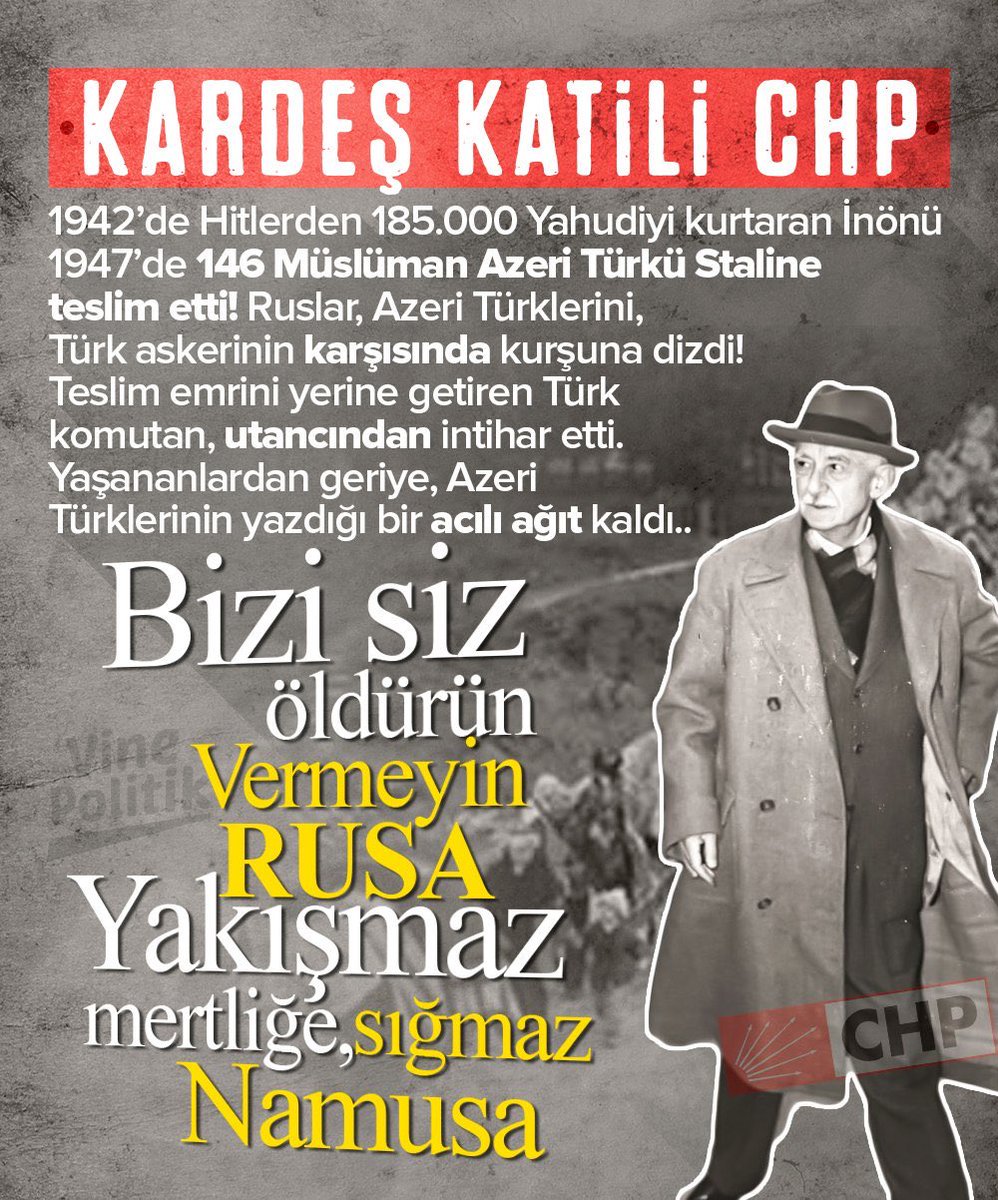 KARDEŞ KATİLİ CHP
1942'de Hitlerden 185.000 Yahudiyi kurtaran İnönü
1947'de 146 Müslüman Azeri Türkü Staline
teslim etti! Ruslar, Azeri Türklerini,
Türk askerinin karşısında kurşuna dizdi!
Teslim emrini yerine getiren Türk
komutan, utancından intihar etti.
Yaşananlardan geriye, Azeri
Türklerinin yazdığı bir acılı ağıt kaldı..
Bizi siz
öldürün
Vermeyin
RUSA
Yakışmaz
mertliğe,sığmaz
Namusa
Vine
Politik
CHP